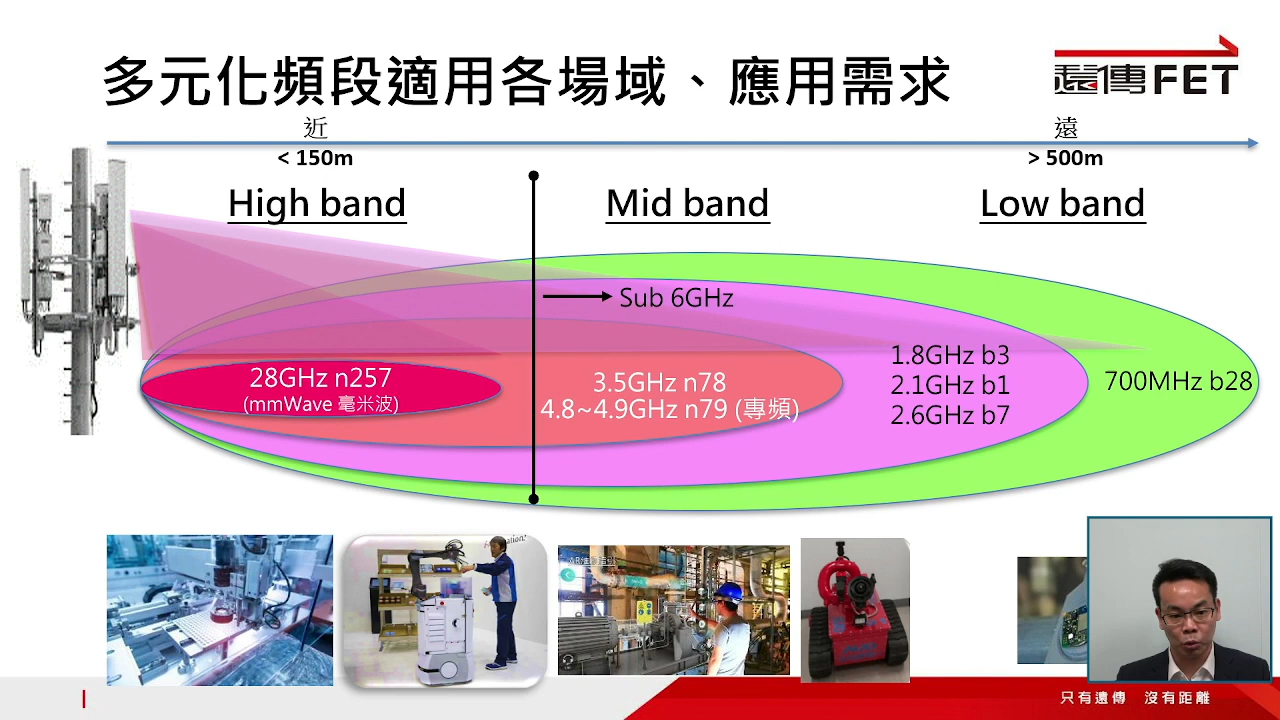 多元化頻段適用各場域、應用需求
遠傳FET
近
遠
< 150m
> 500m
High band
Mid band
Low band
Sub 6GHz
28GHz n257
(mmWave 毫米波)
3.5GHz n78
4.8~4.9GHz n79 (專頻)
1.8GHz b3
2.1GHz b1
2.6GHz b7
700MHz b28
只有遠傳 沒有距離